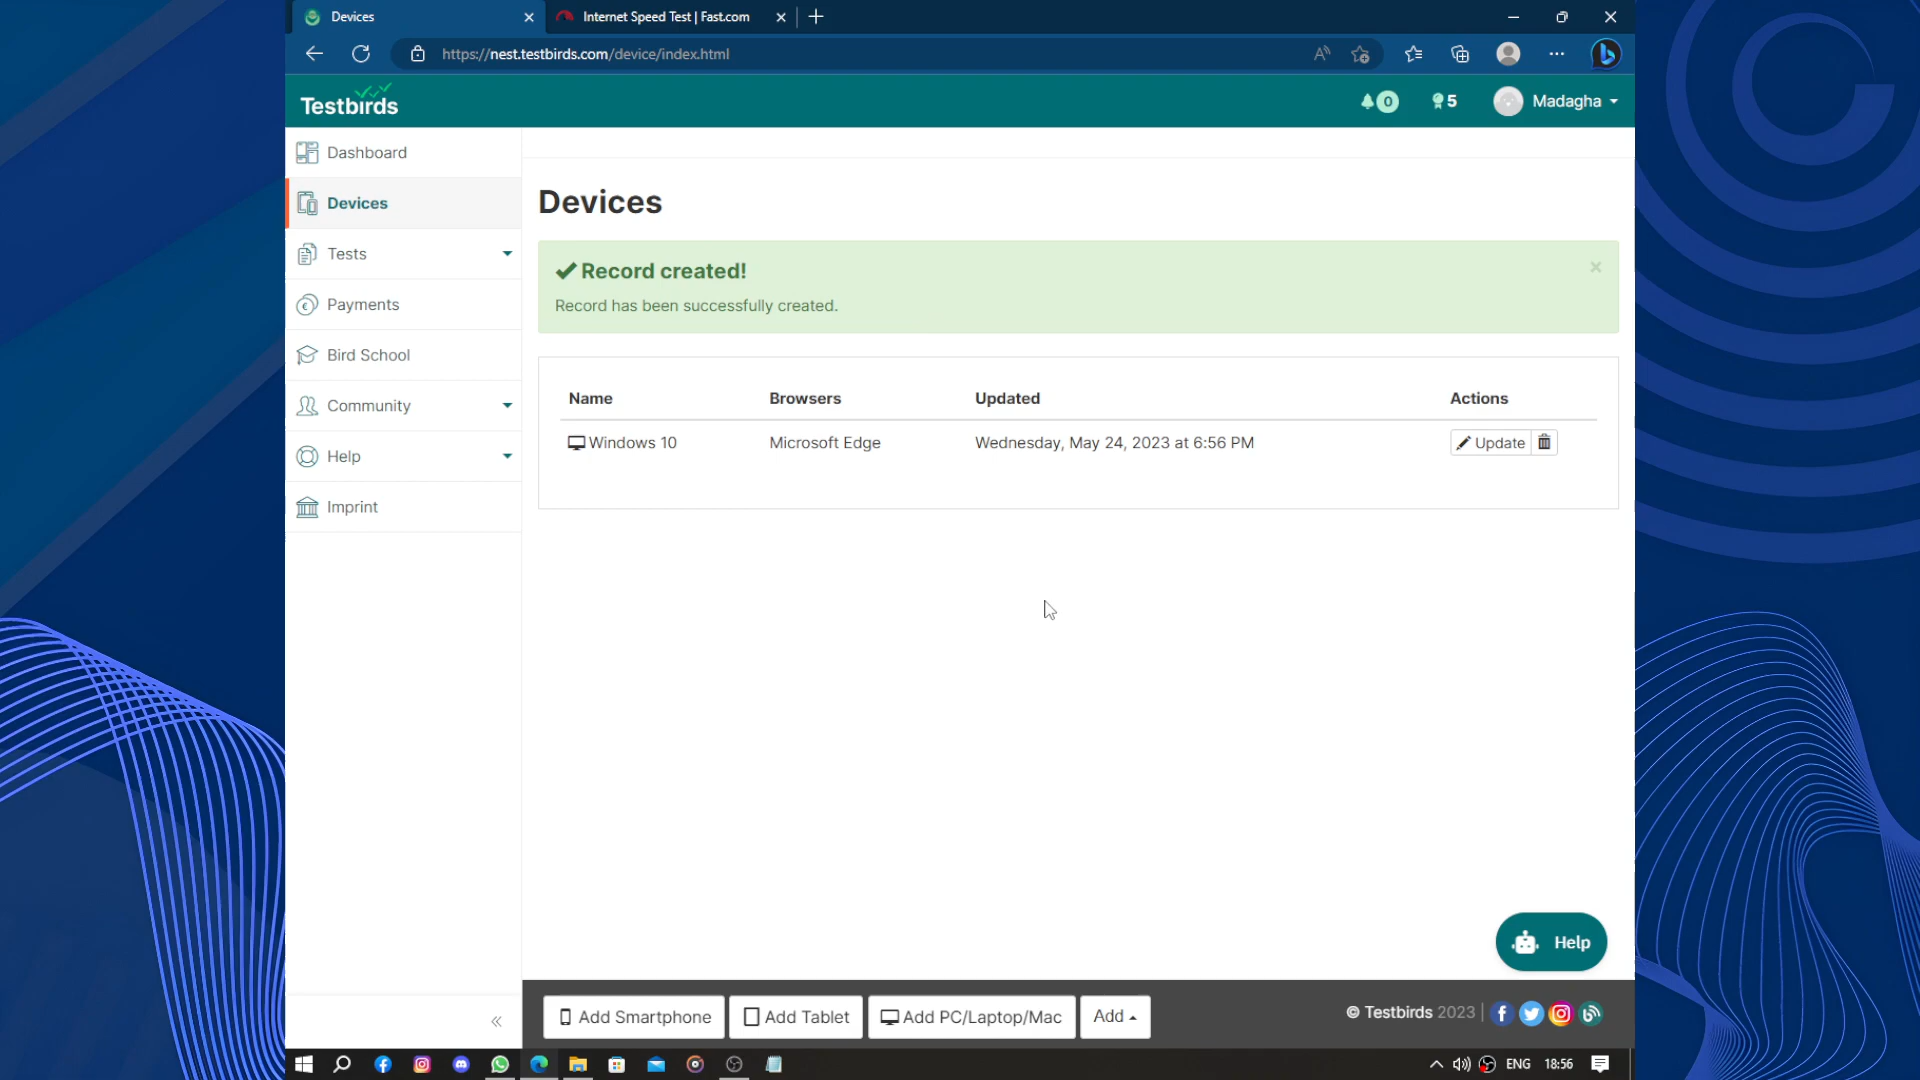 Devices
Internet Speed Test | Fast.com
https://nest.testbirds.com/device/index.html
Testbirds
0
5
Madagha
Dashboard
Devices
Tests
Payments
Bird School
Community
Help
Imprint
Devices
Record created!
Record has been successfully created.
Name Browsers Updated Actions
Windows 10 Microsoft Edge Wednesday, May 24, 2023 at 6:56 PM Update
Help
Add Smartphone
Add Tablet
Add PC/Laptop/Mac
Add
© Testbirds 2023 |
ENG 18:56